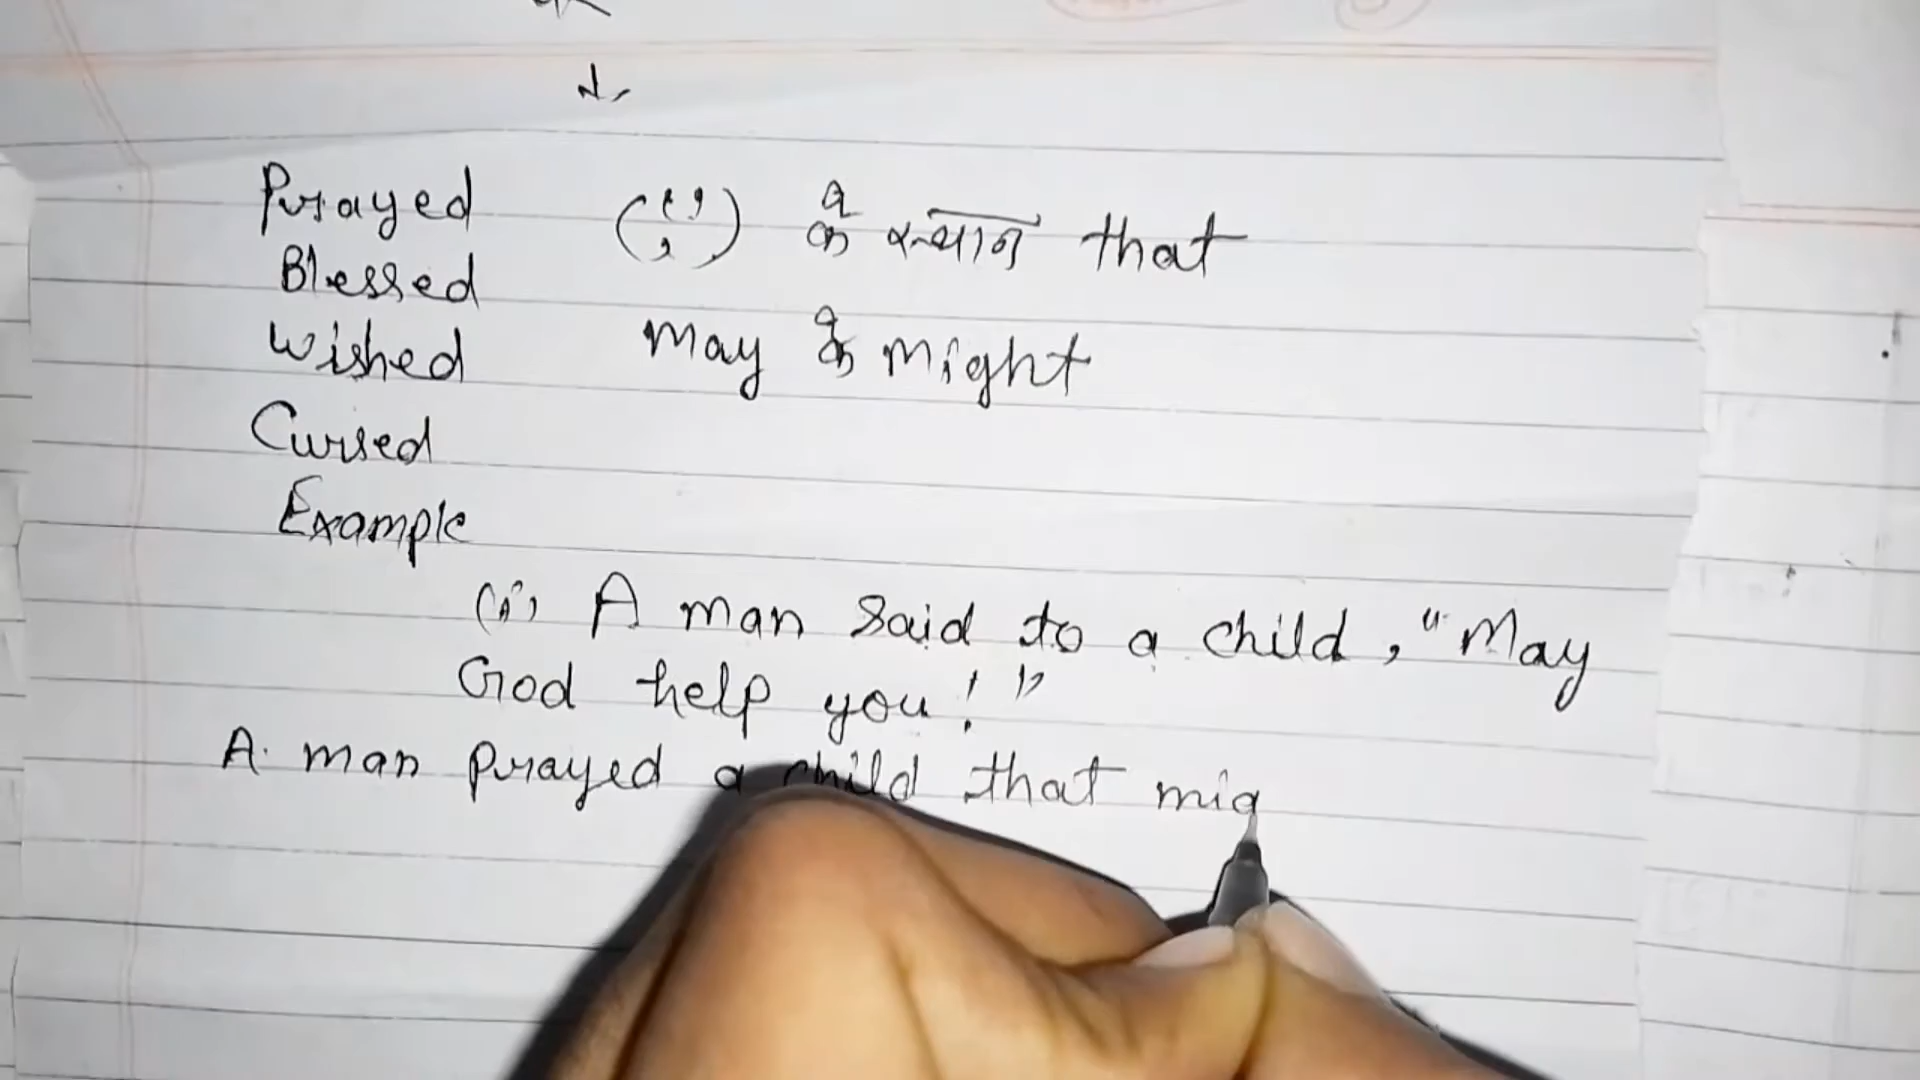 Prayed (" , ") के स्थान that
Blessed
Wished May के Might
Cursed
Example
(i) A man said to a child, "May
God help you!"
A man prayed a child that mig